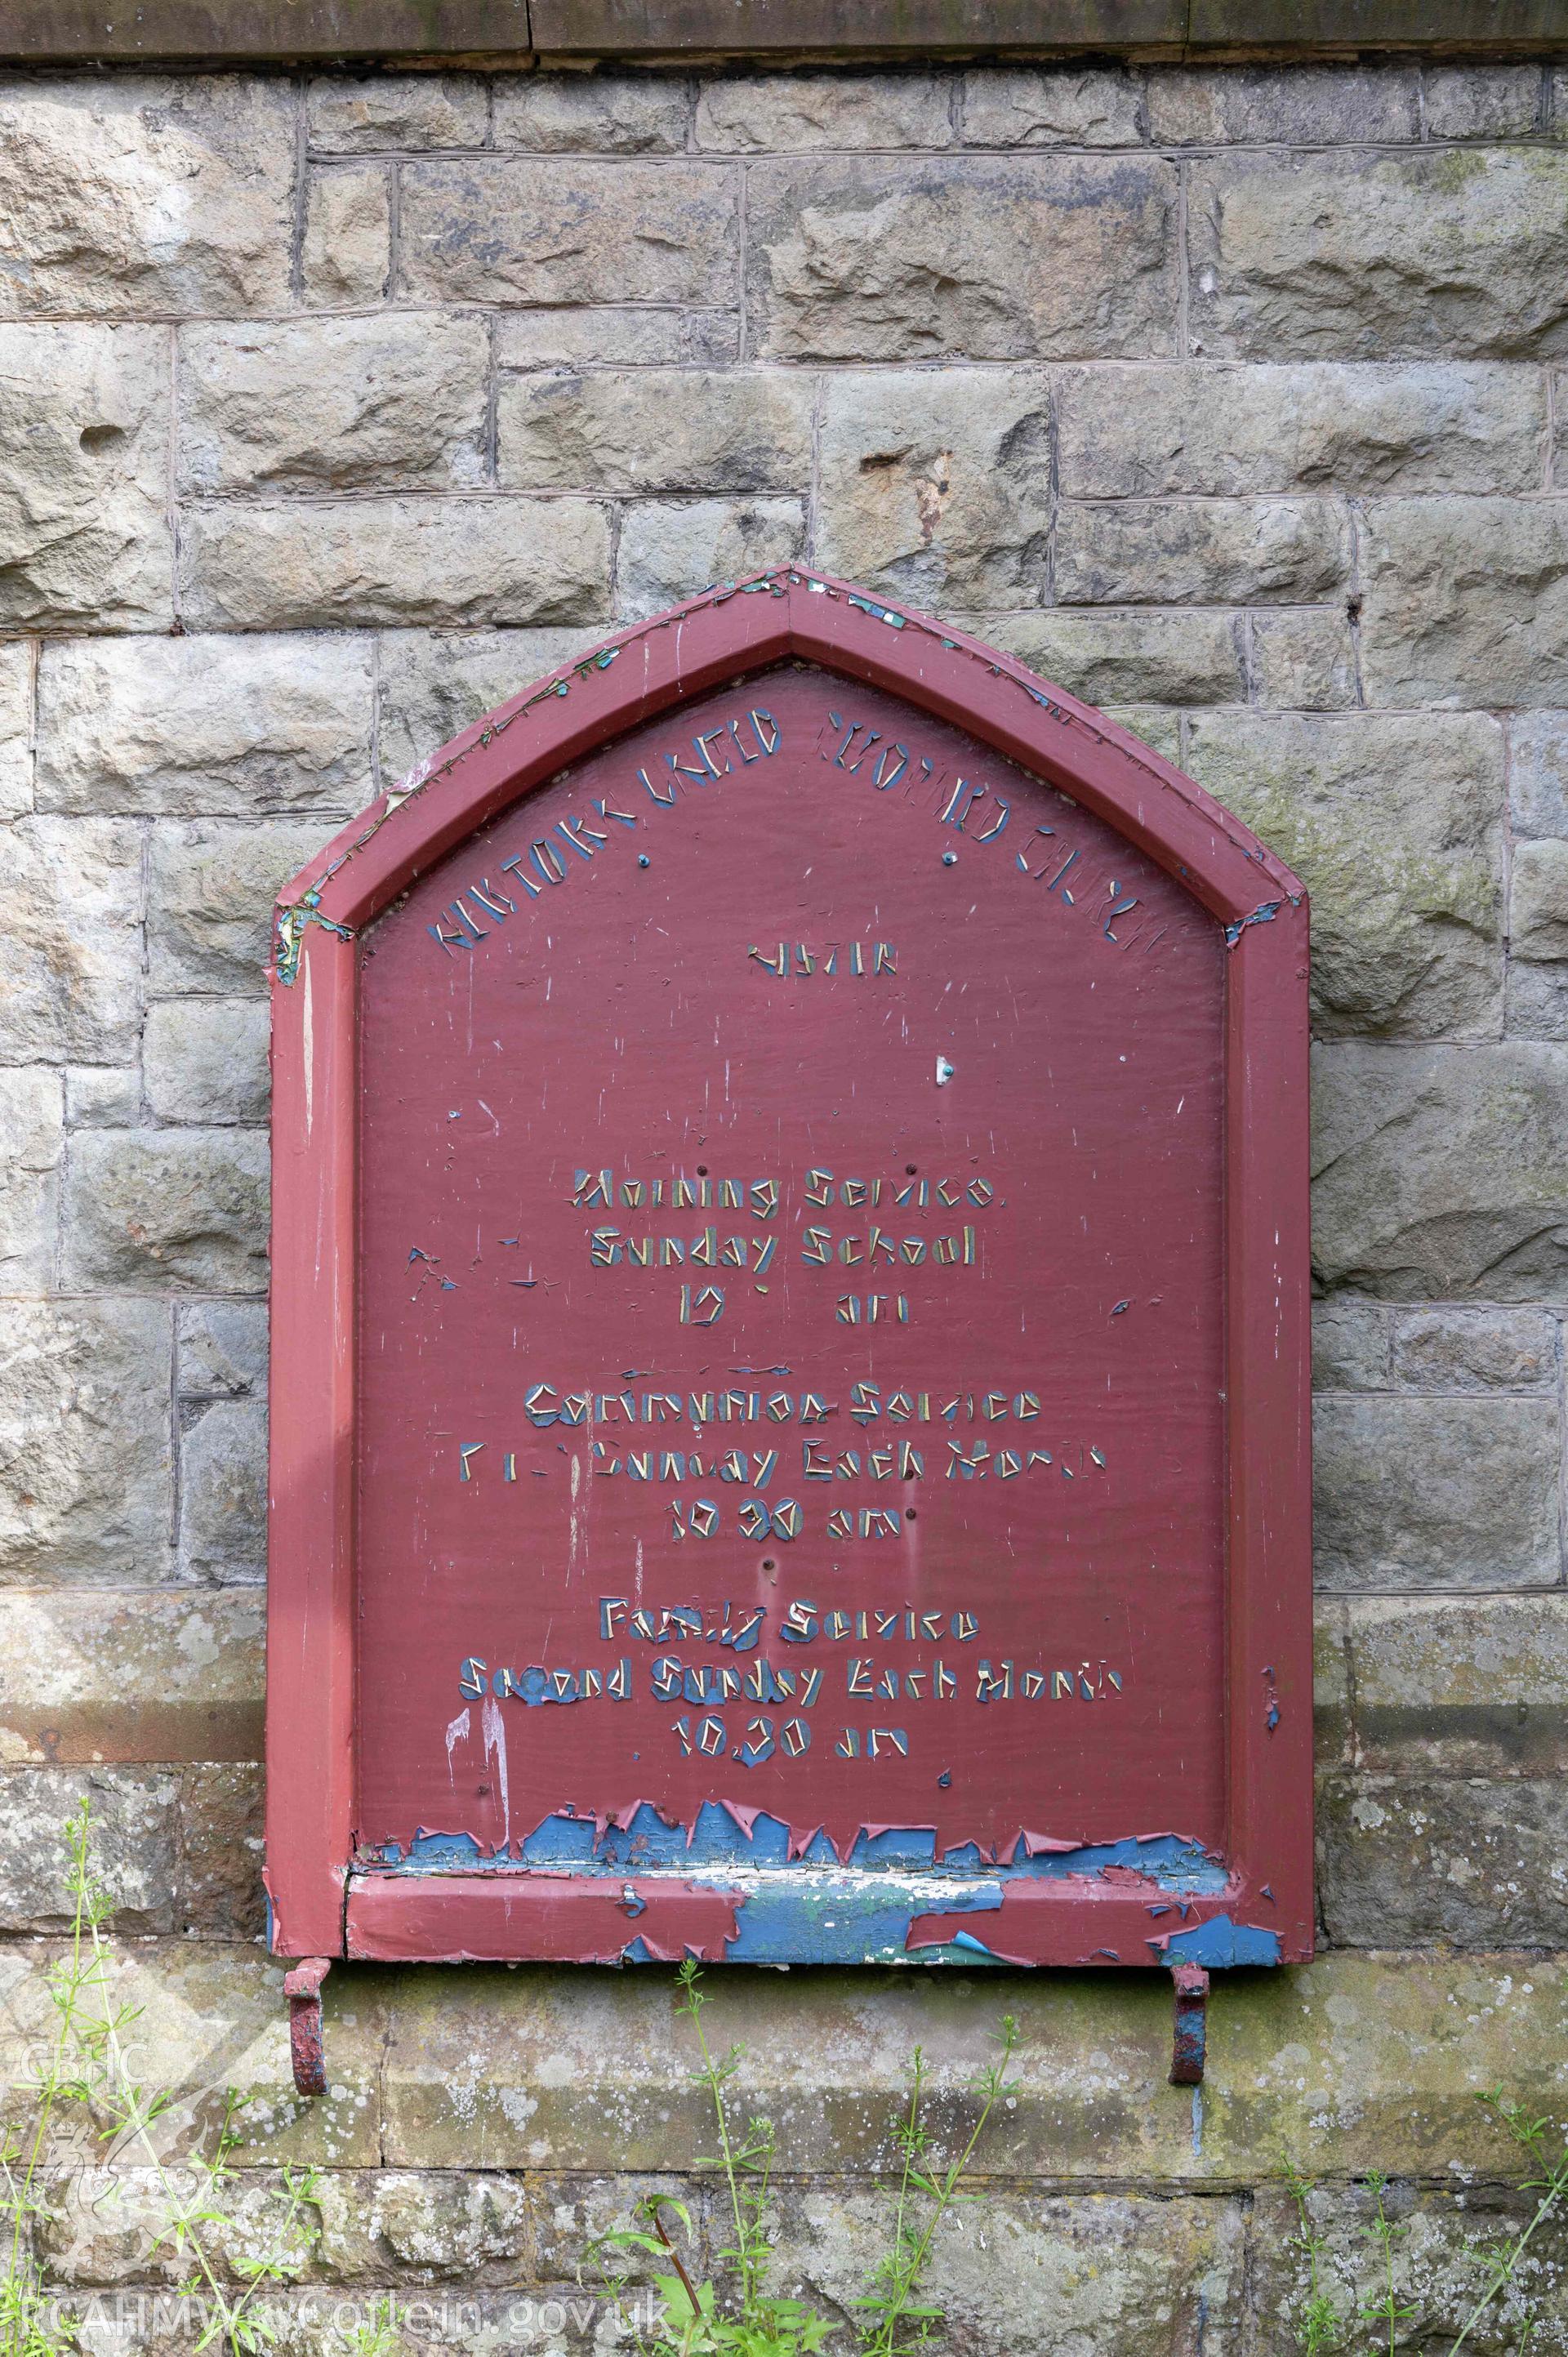 UNITED REFORMED CHURCH
Morning Service.
Sunday School
am
Communion Service
Sunday Each Month
10.30 am
Family Service
Second Sunday Each Month
10.30 am
CBHC
RCAHMW Coflein.gov.uk